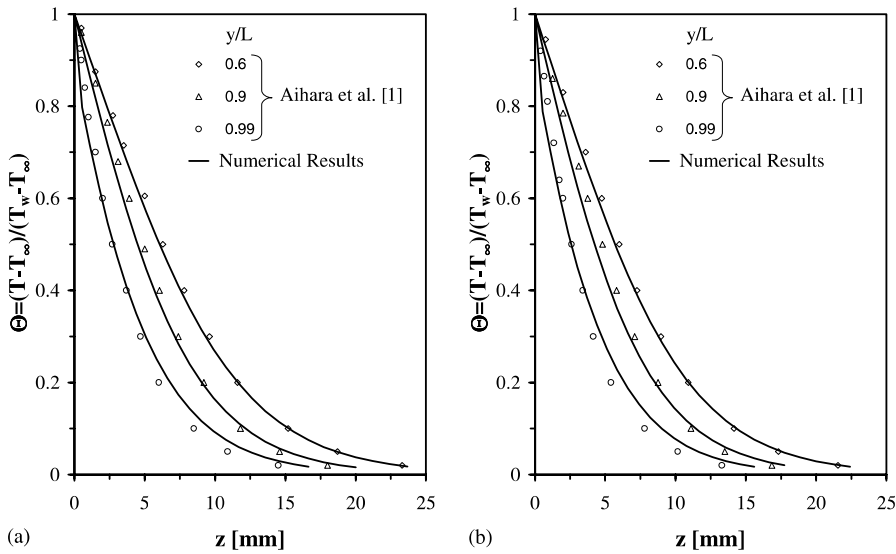 1
0.8
0.6
0.4
0.2
0
Θ=(T-T∞)/(Tw-T∞)
y/L
0.6
0.9
0.99
Aihara et al. [1]
Numerical Results
0 5 10 15 20 25
z [mm]
(a)
1
0.8
0.6
0.4
0.2
0
Θ=(T-T∞)/(Tw-T∞)
y/L
0.6
0.9
0.99
Aihara et al. [1]
Numerical Results
0 5 10 15 20 25
z [mm]
(b)